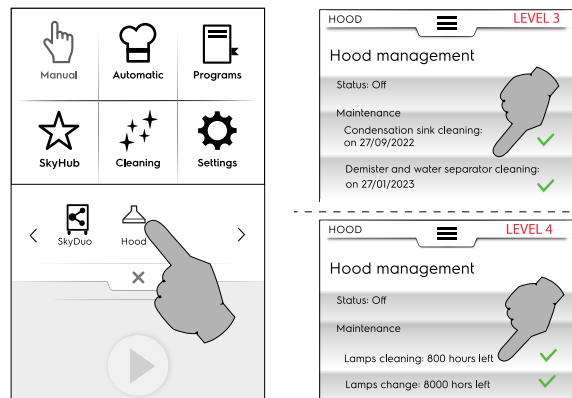 Manual
Automatic
Programs
SkyHub
Cleaning
Settings
SkyDuo
Hood
HOOD
LEVEL 3
Hood management
Status: Off
Maintenance
Condensation sink cleaning:
on 27/09/2022
Demister and water separator cleaning:
on 27/01/2023
HOOD
LEVEL 4
Hood management
Status: Off
Maintenance
Lamps cleaning: 800 hours left
Lamps change: 8000 hors left